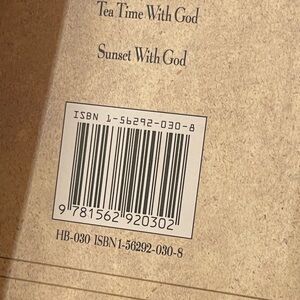 Tea Time With God
Sunset With God
ISBN 1-56292-030-8
9 781562 920302
HB-030 ISBN1-56292-030-8